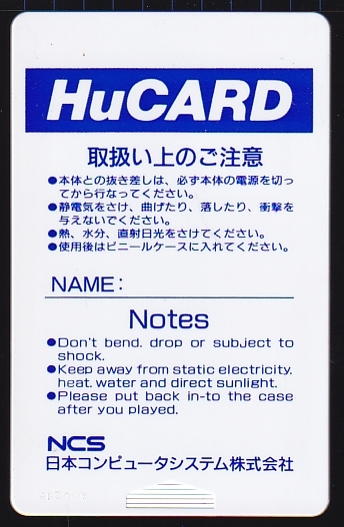 HuCARD
取扱い上のご注意
●本体との抜き差しは、必ず本体の電源を切っ
てから行なってください。
●静電気をさけ、曲げたり、落したり、衝撃を
与えないでください。
●熱、水分、直射日光をさけてください。
●使用後はビニールケースに入れてください。
NAME:
Notes
●Don't bend. drop or subject to
shock.
●Keep away from static electricity.
heat. water and direct sunlight.
●Please put back in-to the case
after you played.
NCS
日本コンピュータシステム株式会社